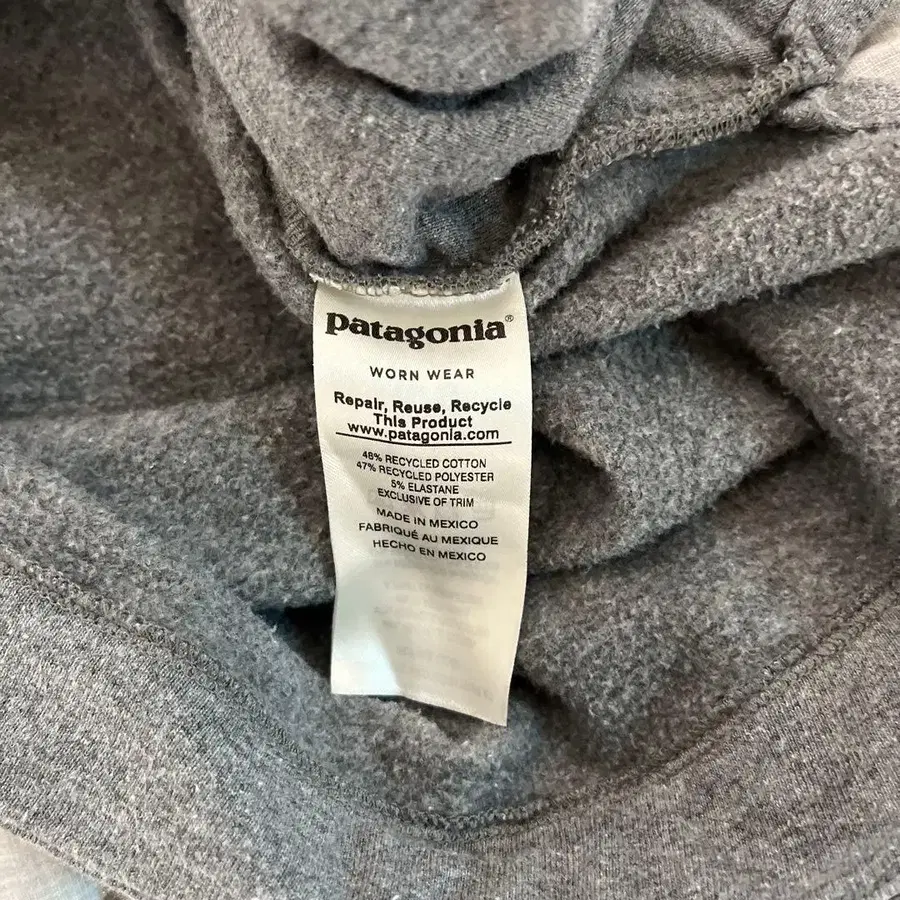 patagonia®
WORN WEAR
Repair, Reuse, Recycle
This Product
www.patagonia.com
48% RECYCLED COTTON
47% RECYCLED POLYESTER
5% ELASTANE
EXCLUSIVE OF TRIM
MADE IN MEXICO
FABRIQUÉ AU MEXIQUE
HECHO EN MEXICO